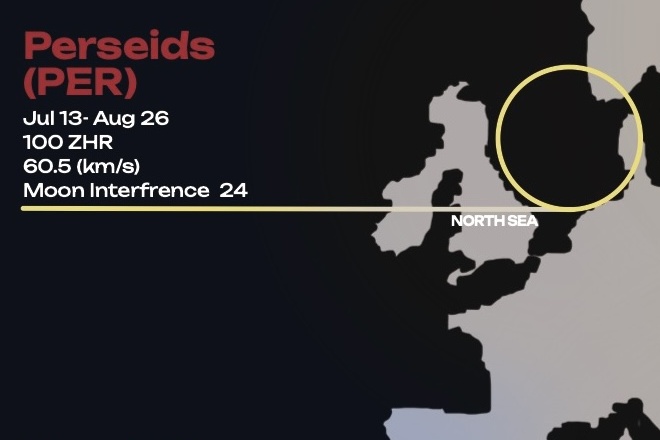 Perseids
(PER)
Jul 13- Aug 26
100 ZHR
60.5 (km/s)
Moon Interfrence 24
NORTH SEA